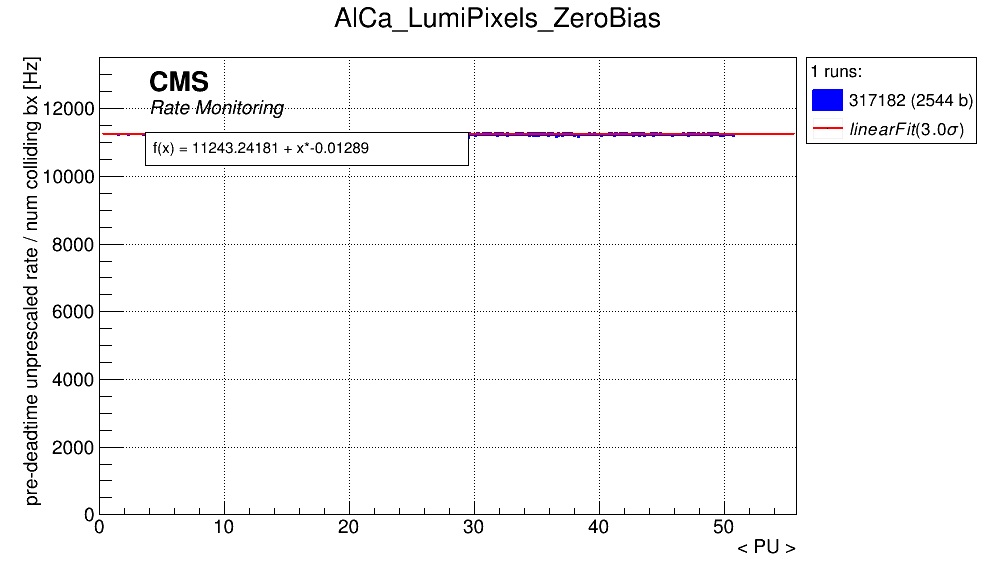 AlCa_LumiPixels_ZeroBias
pre-deadtime unprescaled rate / num colliding bx [Hz]
CMS
Rate Monitoring
f(x) = 11243.24181 + x*-0.01289
12000
10000
8000
6000
4000
2000
0
0 10 20 30 40 50
< PU >
1 runs:
317182 (2544 b)
linearFit(3.0σ)